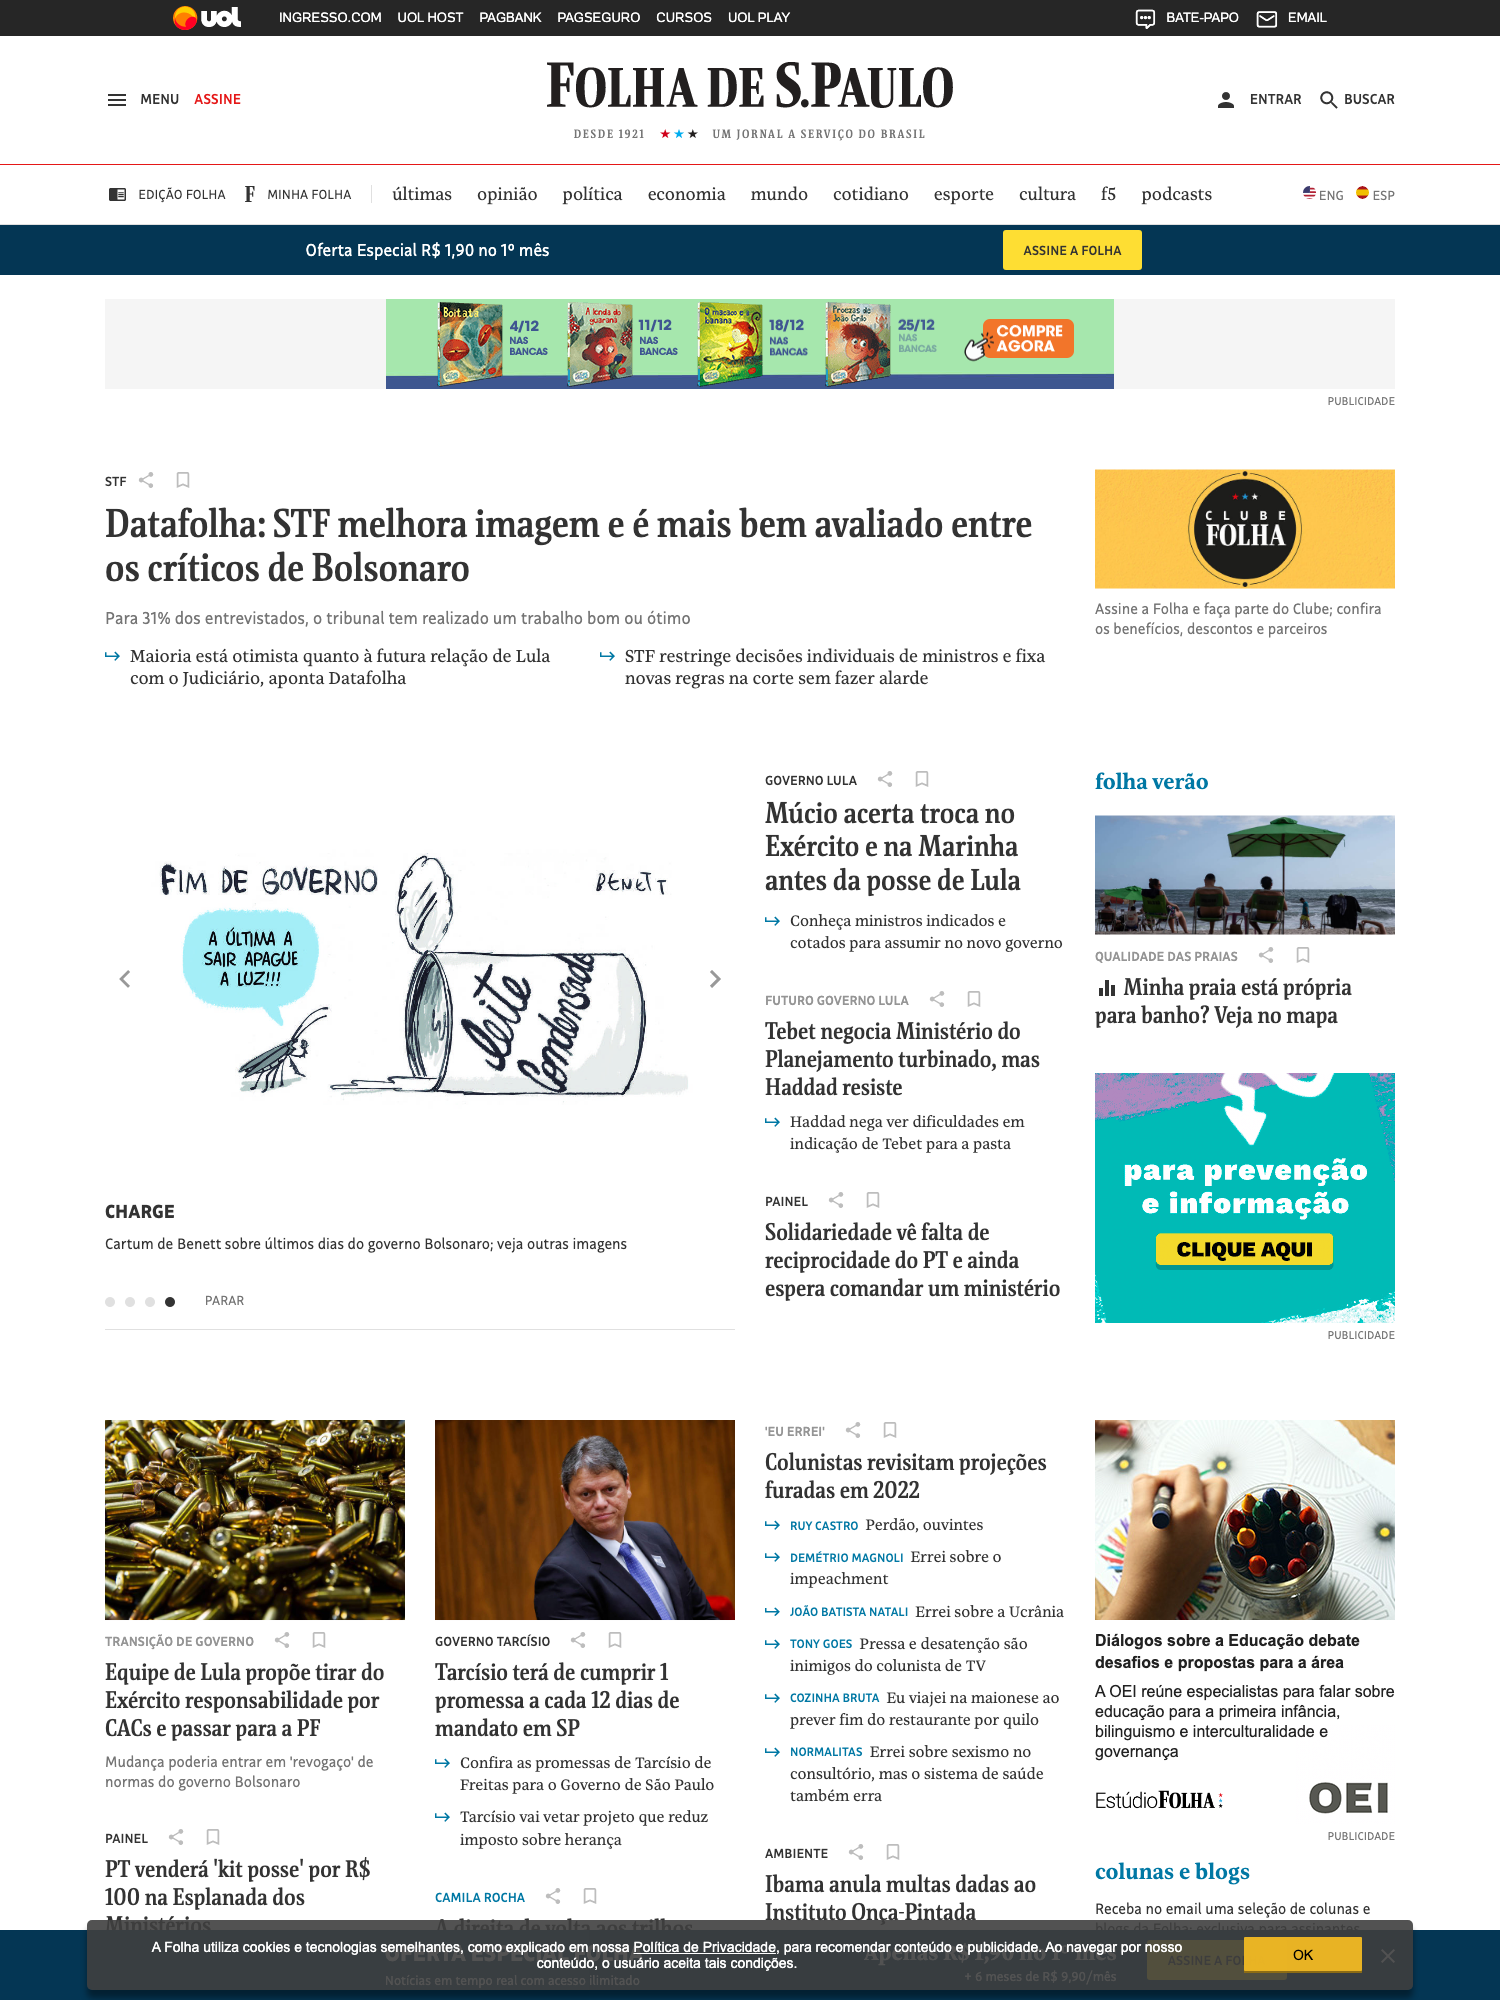 uol INGRESSO.COM UOL HOST PAGBANK PAGSEGURO CURSOS UOL PLAY BATE-PAPO EMAIL
MENU ASSINE
FOLHA DE S.PAULO
DESDE 1921 ★★★ UM JORNAL A SERVIÇO DO BRASIL
ENTRAR BUSCAR
EDIÇÃO FOLHA F MINHA FOLHA últimas opinião política economia mundo cotidiano esporte cultura f5 podcasts ENG ESP
Oferta Especial R$ 1,90 no 1º mês
ASSINE A FOLHA
Boitatá
4/12
NAS
BANCAS
A lenda do
guaraná
11/12
NAS
BANCAS
O macaco e a
banana
18/12
NAS
BANCAS
Proezas de
João Grilo
25/12
NAS
BANCAS
COMPRE
AGORA
PUBLICIDADE
STF
Datafolha: STF melhora imagem e é mais bem avaliado entre
os críticos de Bolsonaro
Para 31% dos entrevistados, o tribunal tem realizado um trabalho bom ou ótimo
Maioria está otimista quanto à futura relação de Lula
com o Judiciário, aponta Datafolha
STF restringe decisões individuais de ministros e fixa
novas regras na corte sem fazer alarde
CLUBE
FOLHA
Assine a Folha e faça parte do Clube; confira
os benefícios, descontos e parceiros
FIM DE GOVERNO
BENETT
A ÚLTIMA A
SAIR APAGUE
A LUZ!!!
Leite
Condensado
CHARGE
Cartum de Benett sobre últimos dias do governo Bolsonaro; veja outras imagens
PARAR
GOVERNO LULA
Múcio acerta troca no
Exército e na Marinha
antes da posse de Lula
Conheça ministros indicados e
cotados para assumir no novo governo
FUTURO GOVERNO LULA
Tebet negocia Ministério do
Planejamento turbinado, mas
Haddad resiste
Haddad nega ver dificuldades em
indicação de Tebet para a pasta
PAINEL
Solidariedade vê falta de
reciprocidade do PT e ainda
espera comandar um ministério
folha verão
QUALIDADE DAS PRAIAS
Minha praia está própria
para banho? Veja no mapa
para prevenção
e informação
CLIQUE AQUI
PUBLICIDADE
TRANSIÇÃO DE GOVERNO
Equipe de Lula propõe tirar do
Exército responsabilidade por
CACs e passar para a PF
Mudança poderia entrar em 'revogaço' de
normas do governo Bolsonaro
PAINEL
PT venderá 'kit posse' por R$
100 na Esplanada dos
Ministérios
GOVERNO TARCÍSIO
Tarcísio terá de cumprir 1
promessa a cada 12 dias de
mandato em SP
Confira as promessas de Tarcísio de
Freitas para o Governo de São Paulo
Tarcísio vai vetar projeto que reduz
imposto sobre herança
CAMILA ROCHA
A direita de volta aos trilhos
'EU ERREI'
Colunistas revisitam projeções
furadas em 2022
RUY CASTRO Perdão, ouvintes
DEMÉTRIO MAGNOLI Errei sobre o
impeachment
JOÃO BATISTA NATALI Errei sobre a Ucrânia
TONY GOES Pressa e desatenção são
inimigos do colunista de TV
COZINHA BRUTA Eu viajei na maionese ao
prever fim do restaurante por quilo
NORMALITAS Errei sobre sexismo no
consultório, mas o sistema de saúde
também erra
AMBIENTE
Ibama anula multas dadas ao
Instituto Onça-Pintada
Diálogos sobre a Educação debate
desafios e propostas para a área
A OEI reúne especialistas para falar sobre
educação para a primeira infância,
bilinguismo e interculturalidade e
governança
EstúdioFOLHA OEI
PUBLICIDADE
colunas e blogs
Receba no email uma seleção de colunas e
blogs da Folha; exclusiva para assinantes
A Folha utiliza cookies e tecnologias semelhantes, como explicado em nossa Política de Privacidade, para recomendar conteúdo e publicidade. Ao navegar por nosso
conteúdo, o usuário aceita tais condições.
OK
Apenas R$ 1,90 no 1º mês
Notícias em tempo real com acesso ilimitado
+ 6 meses de R$ 9,90/mês
ASSINE A FO